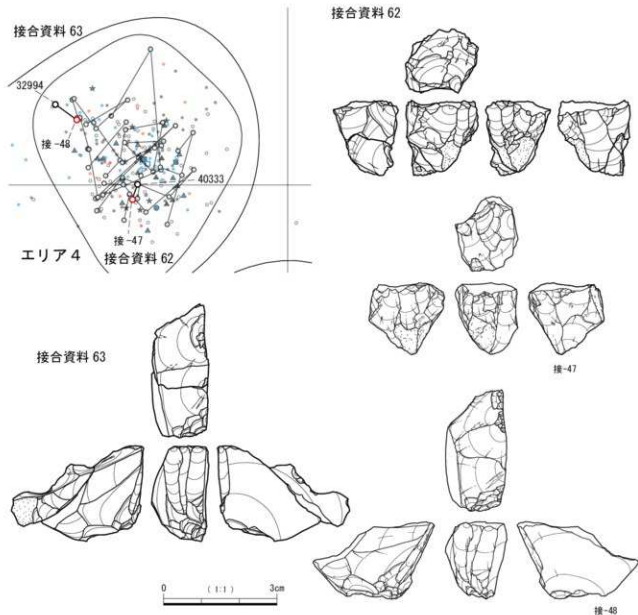 接合資料 63
接合資料 62
32994
接-48
40333
接-47
エリア4
接合資料 62
接-47
接合資料 63
0 ( 1:1 ) 3cm
接-48